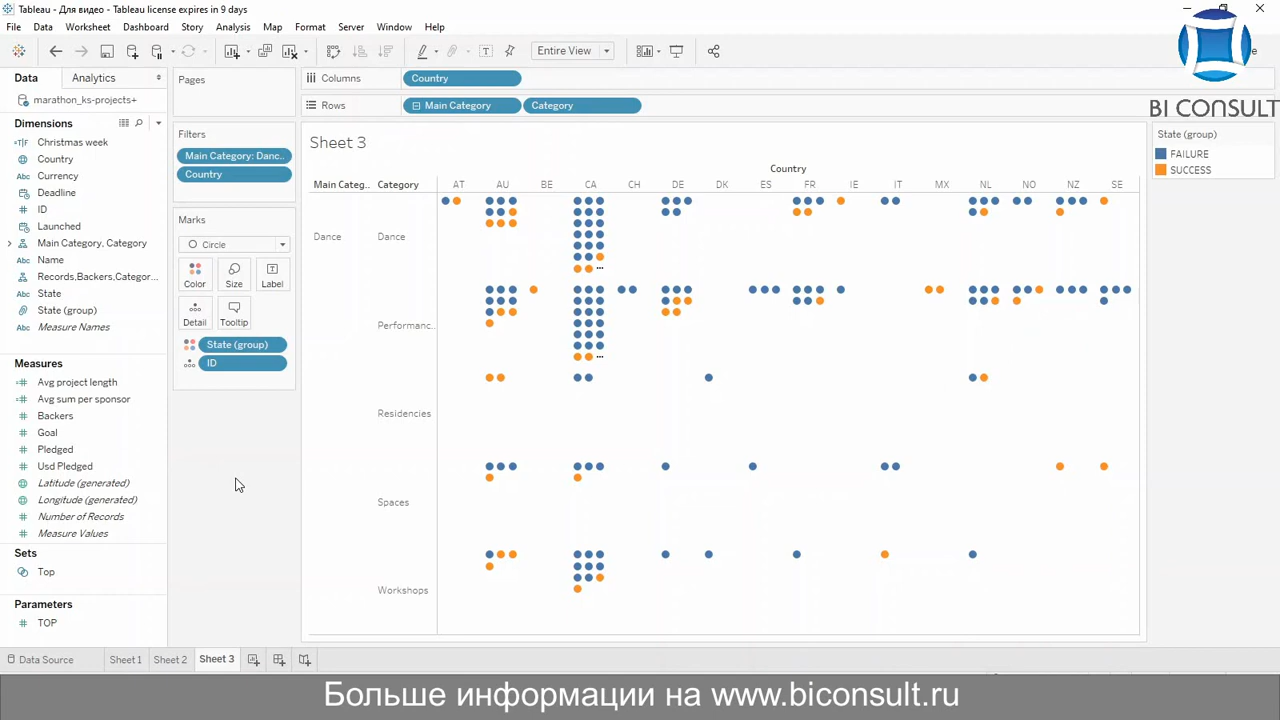 Tableau - Для видео - Tableau license expires in 9 days
File Data Worksheet Dashboard Story Analysis Map Format Server Window Help
Entire View
Data Analytics
marathon_ks-projects+
Dimensions
Christmas week
Country
Currency
Deadline
ID
Launched
Main Category, Category
Name
Records,Backers,Categor...
State
State (group)
Measure Names
Measures
Avg project length
Avg sum per sponsor
Backers
Goal
Pledged
Usd Pledged
Latitude (generated)
Longitude (generated)
Number of Records
Measure Values
Sets
Top
Parameters
TOP
Pages
Filters
Main Category: Danc..
Country
Marks
Circle
Color Size Label
Detail Tooltip
State (group)
ID
Columns Country
Rows Main Category Category
Sheet 3
Country
Main Categ.. Category AT AU BE CA CH DE DK ES FR IE IT MX NL NO NZ SE
Dance Dance
Performanc..
Residencies
Spaces
Workshops
BI CONSULT
State (group)
FAILURE
SUCCESS
Data Source Sheet 1 Sheet 2 Sheet 3
Больше информации на www.biconsult.ru